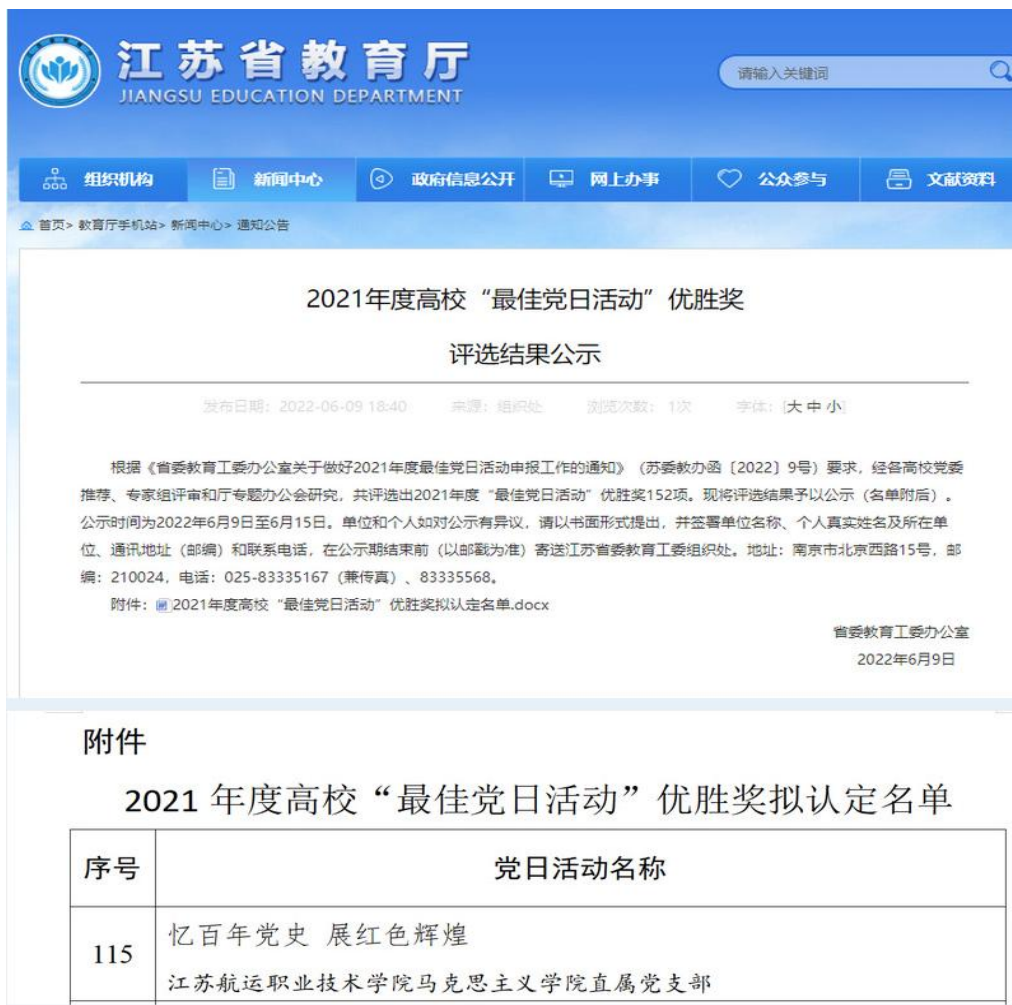 江苏省教育厅
JIANGSU EDUCATION DEPARTMENT
请输入关键词
组织机构 新闻中心 政府信息公开 网上办事 公众参与 文献资料
首页> 教育厅手机站> 新闻中心> 通知公告
2021年度高校“最佳党日活动”优胜奖
评选结果公示
发布日期：2022-06-09 18:40 来源：组织处 浏览次数：1次 字体：[大 中 小]
根据《省委教育工委办公室关于做好2021年度最佳党日活动申报工作的通知》（苏委教办函〔2022〕9号）要求，经各高校党委
推荐、专家组评审和厅专题办公会研究，共评选出2021年度“最佳党日活动”优胜奖152项。现将评选结果予以公示（名单附后）。
公示时间为2022年6月9日至6月15日。单位和个人如对公示有异议，请以书面形式提出，并签署单位名称、个人真实姓名及所在单
位、通讯地址（邮编）和联系电话，在公示期结束前（以邮戳为准）寄送江苏省委教育工委组织处。地址：南京市北京西路15号，邮
编：210024，电话：025-83335167（兼传真）、83335568。
附件：2021年度高校“最佳党日活动”优胜奖拟认定名单.docx
省委教育工委办公室
2022年6月9日
附件
2021 年度高校“最佳党日活动”优胜奖拟认定名单
序号 党日活动名称
115 忆百年党史 展红色辉煌
江苏航运职业技术学院马克思主义学院直属党支部